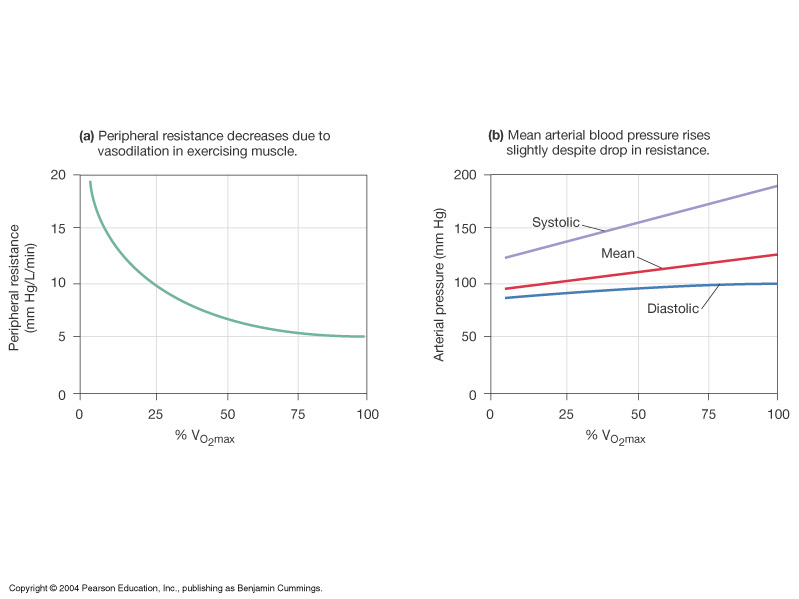 (a) Peripheral resistance decreases due to
vasodilation in exercising muscle.
20
15
10
5
0
Peripheral resistance
(mm Hg/L/min)
0 25 50 75 100
% VO2max
(b) Mean arterial blood pressure rises
slightly despite drop in resistance.
200
150
100
50
0
Arterial pressure (mm Hg)
Systolic
Mean
Diastolic
0 25 50 75 100
% VO2max
Copyright © 2004 Pearson Education, Inc., publishing as Benjamin Cummings.